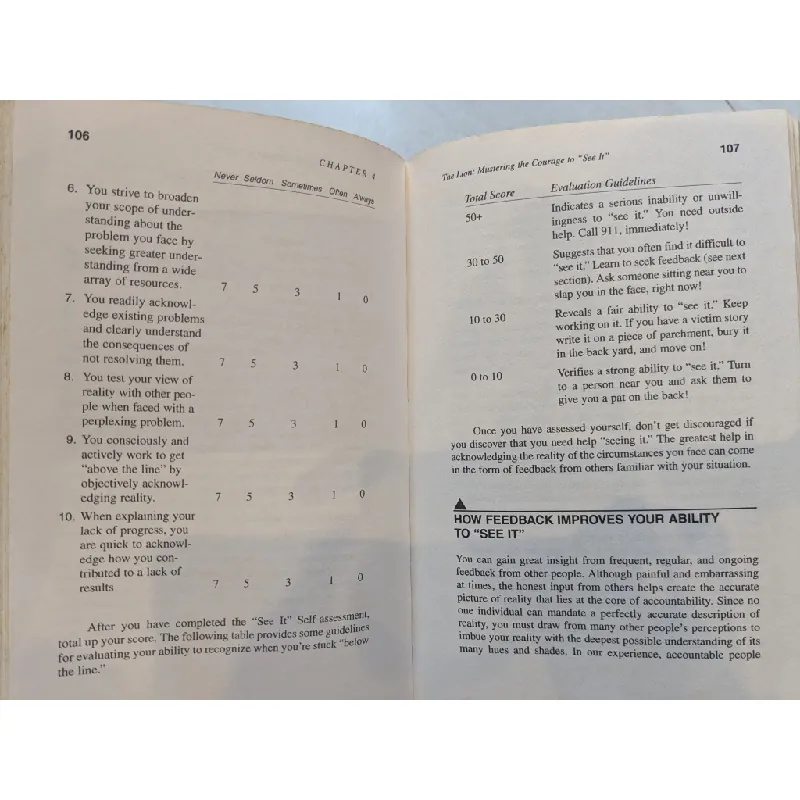 106
CHAPTER 4
Never Seldom Sometimes Often Always
6. You strive to broaden
your scope of under-
standing about the
problem you face by
seeking greater under-
standing from a wide
array of resources. 7 5 3 1 0
7. You readily acknowl-
edge existing problems
and clearly understand
the consequences of
not resolving them. 7 5 3 1 0
8. You test your view of
reality with other peo-
ple when faced with a
perplexing problem. 7 5 3 1 0
9. You consciously and
actively work to get
"above the line" by
objectively acknowl-
edging reality. 7 5 3 1 0
10. When explaining your
lack of progress, you
are quick to acknowl-
edge how you con-
tributed to a lack of
results 7 5 3 1 0
After you have completed the "See It" Self assessment,
total up your score. The following table provides some guidelines
for evaluating your ability to recognize when you're stuck "below
the line."
The Lion: Mustering the Courage to "See It"
107
Total Score Evaluation Guidelines
50+ Indicates a serious inability or unwill-
ingness to "see it." You need outside
help. Call 911, immediately!
30 to 50 Suggests that you often find it difficult to
"see it." Learn to seek feedback (see next
section). Ask someone sitting near you to
slap you in the face, right now!
10 to 30 Reveals a fair ability to "see it." Keep
working on it. If you have a victim story
write it on a piece of parchment, bury it
in the back yard, and move on!
0 to 10 Verifies a strong ability to "see it." Turn
to a person near you and ask them to
give you a pat on the back!
Once you have assessed yourself, don't get discouraged if
you discover that you need help "seeing it." The greatest help in
acknowledging the reality of the circumstances you face can come
in the form of feedback from others familiar with your situation.
HOW FEEDBACK IMPROVES YOUR ABILITY
TO "SEE IT"
You can gain great insight from frequent, regular, and ongoing
feedback from other people. Although painful and embarrassing
at times, the honest input from others helps create the accurate
picture of reality that lies at the core of accountability. Since no
one individual can mandate a perfectly accurate description of
reality, you must draw from many other people's perceptions to
imbue your reality with the deepest possible understanding of its
many hues and shades. In our experience, accountable people